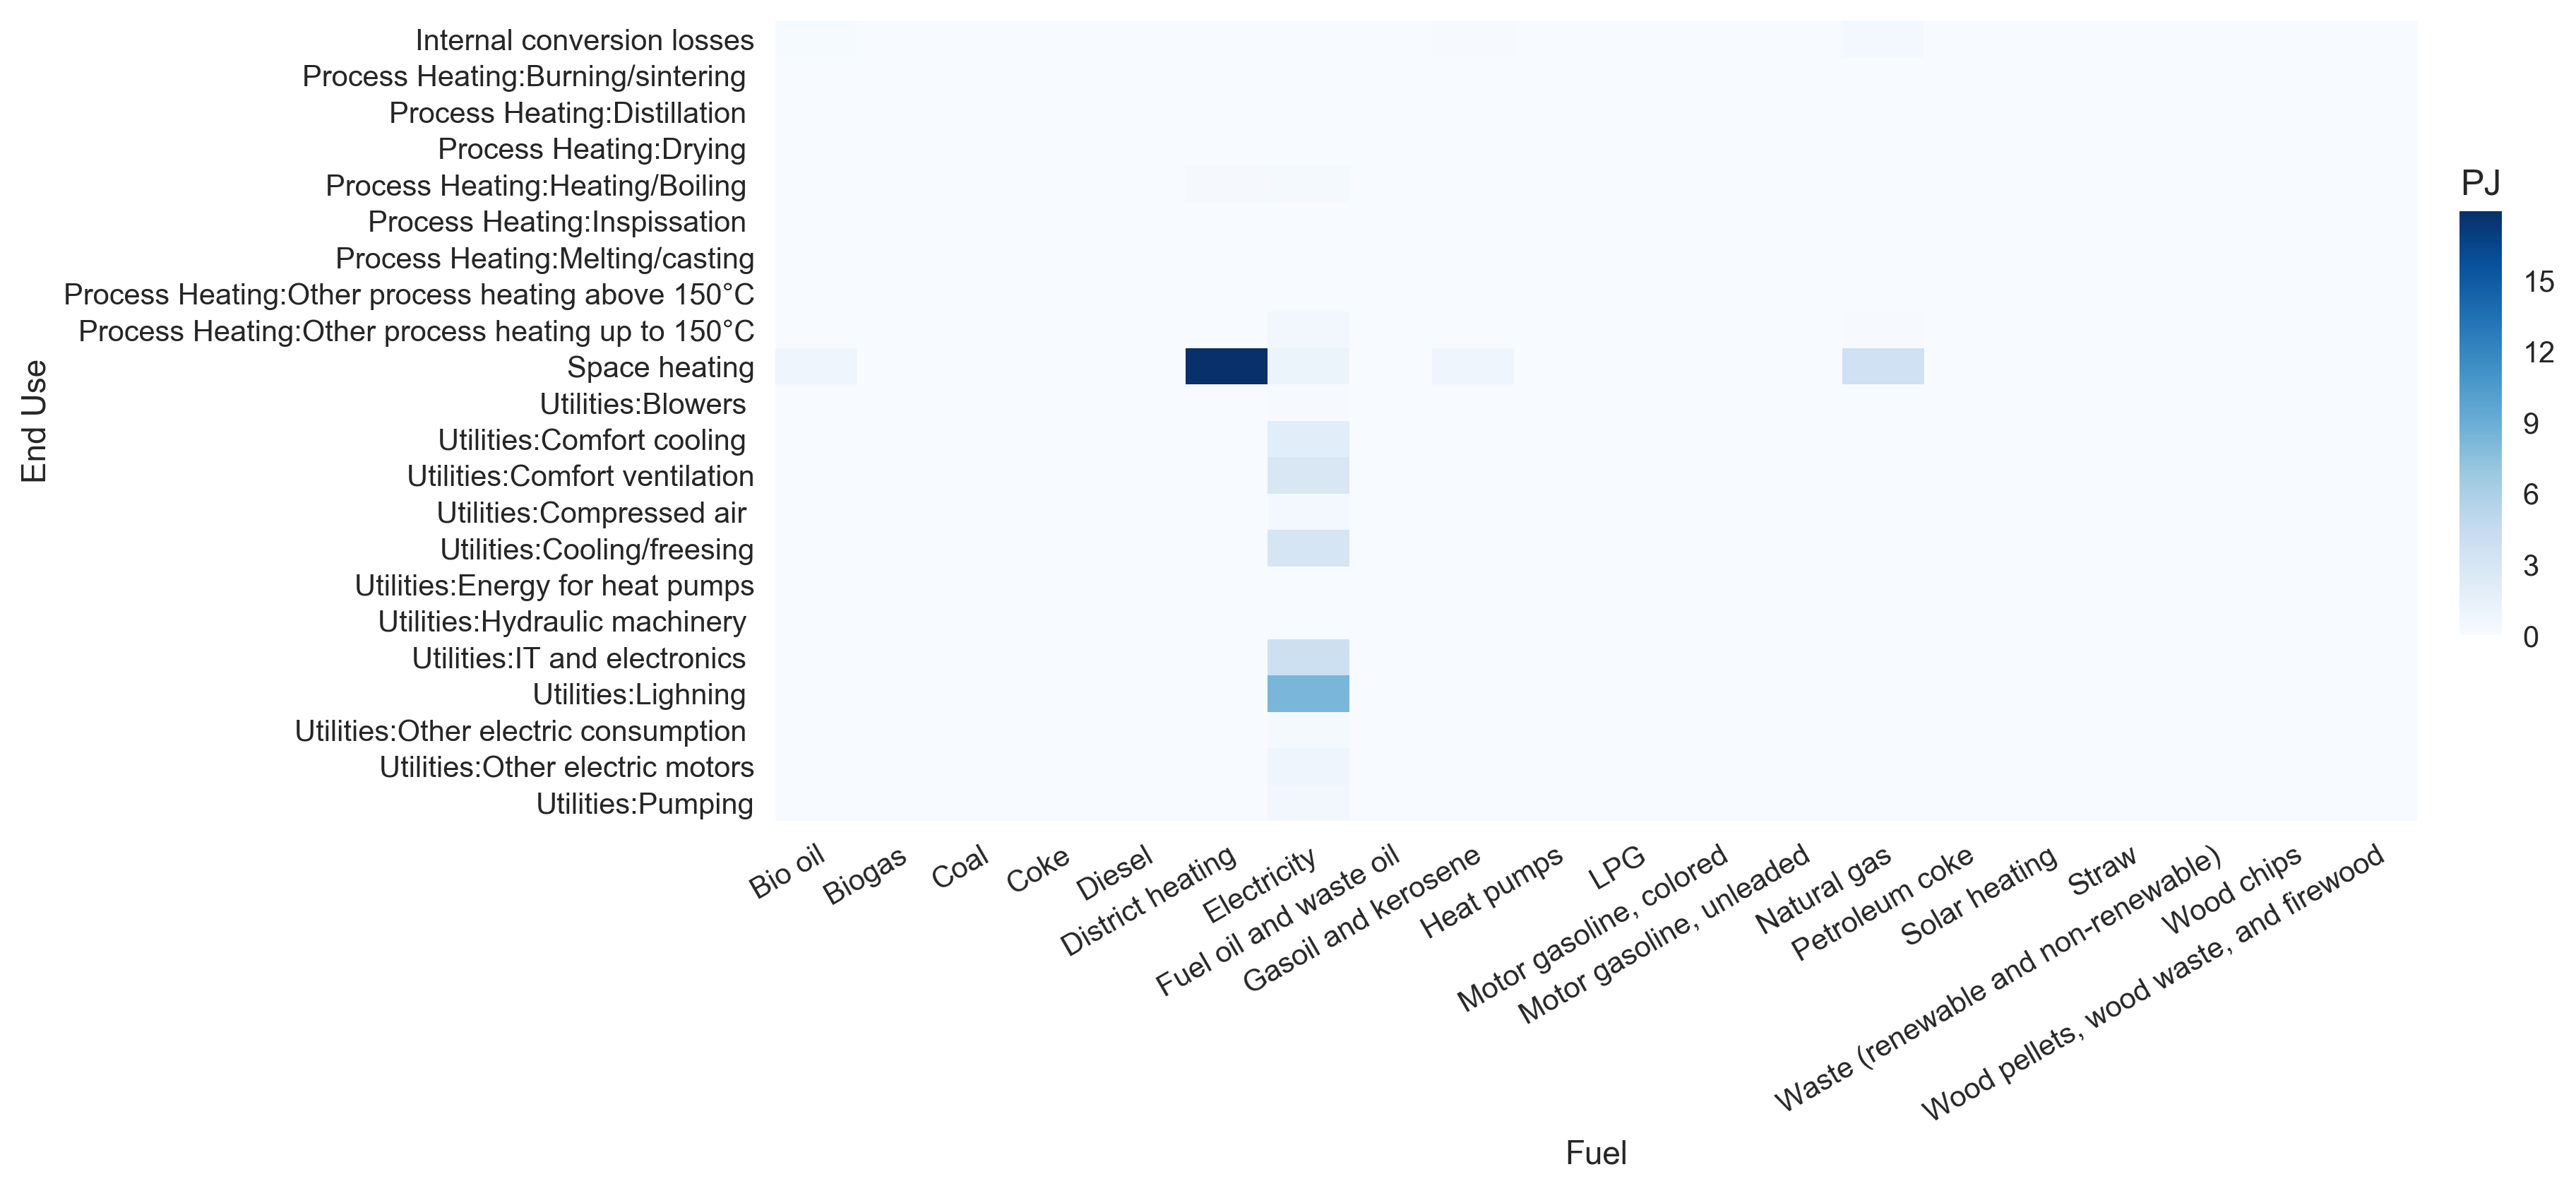 Internal conversion losses
Process Heating:Burning/sintering
Process Heating:Distillation
Process Heating:Drying
Process Heating:Heating/Boiling
Process Heating:Inspissation
Process Heating:Melting/casting
Process Heating:Other process heating above 150°C
Process Heating:Other process heating up to 150°C
Space heating
Utilities:Blowers
Utilities:Comfort cooling
Utilities:Comfort ventilation
Utilities:Compressed air
Utilities:Cooling/freesing
Utilities:Energy for heat pumps
Utilities:Hydraulic machinery
Utilities:IT and electronics
Utilities:Lighning
Utilities:Other electric consumption
Utilities:Other electric motors
Utilities:Pumping
End Use
Bio oil
Biogas
Coal
Coke
Diesel
District heating
Electricity
Fuel oil and waste oil
Gasoil and kerosene
Heat pumps
LPG
Motor gasoline, colored
Motor gasoline, unleaded
Natural gas
Petroleum coke
Solar heating
Straw
Waste (renewable and non-renewable)
Wood chips
Wood pellets, wood waste, and firewood
Fuel
PJ
15
12
9
6
3
0